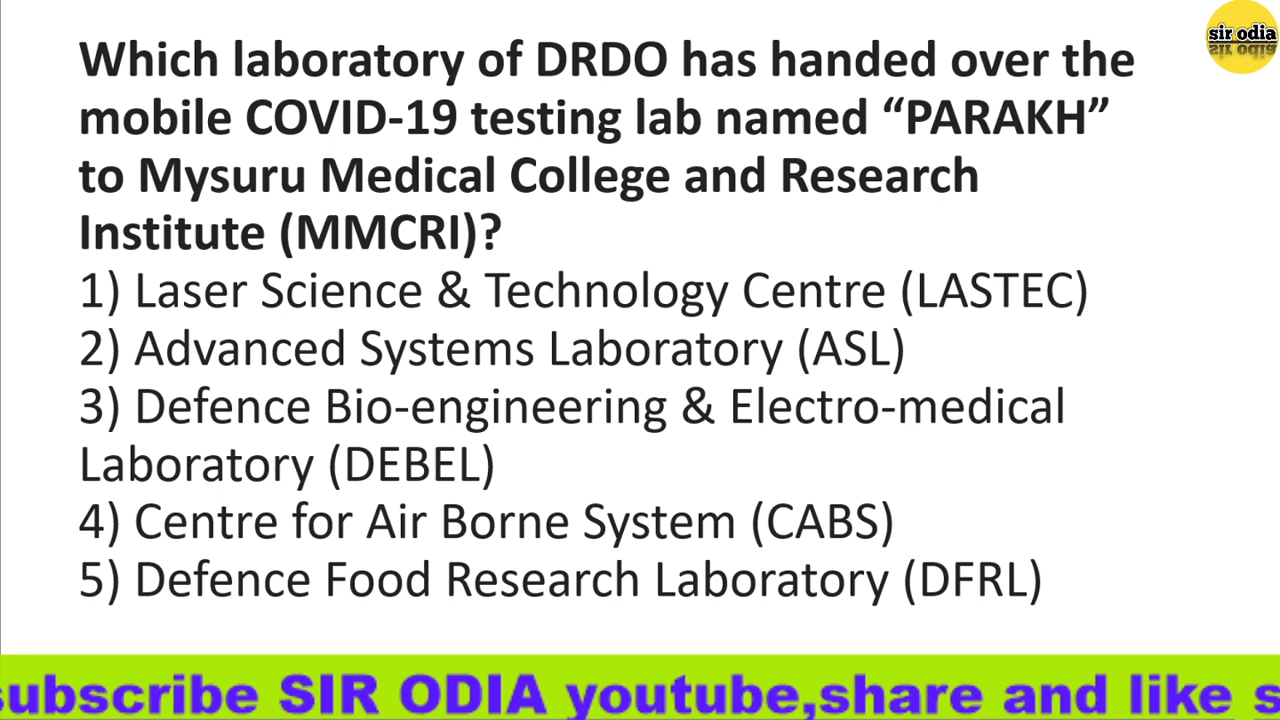 sir odia
Which laboratory of DRDO has handed over the
mobile COVID-19 testing lab named “PARAKH”
to Mysuru Medical College and Research
Institute (MMCRI)?
1) Laser Science & Technology Centre (LASTEC)
2) Advanced Systems Laboratory (ASL)
3) Defence Bio-engineering & Electro-medical
Laboratory (DEBEL)
4) Centre for Air Borne System (CABS)
5) Defence Food Research Laboratory (DFRL)
subscribe SIR ODIA youtube,share and like s